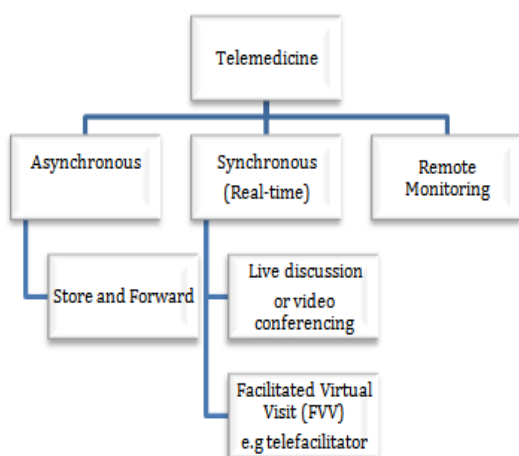 Telemedicine
Asynchronous
Synchronous
(Real-time)
Remote
Monitoring
Store and Forward
Live discussion
or video
conferencing
Facilitated Virtual
Visit (FVV)
e.g telefacilitator